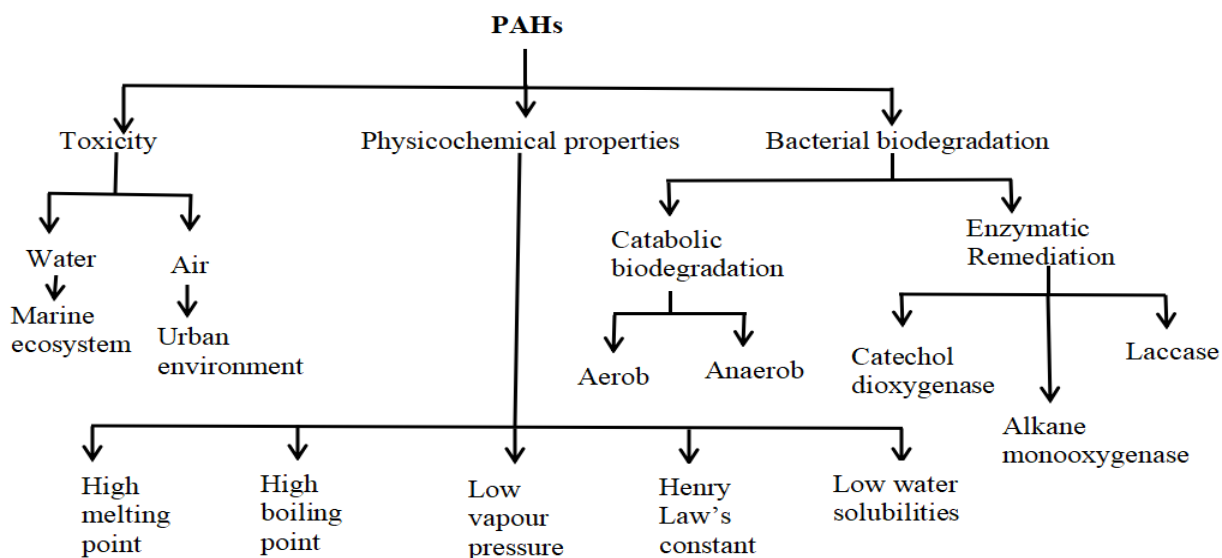 PAHs
Toxicity
Physicochemical properties
Bacterial biodegradation
Water
Air
Marine
ecosystem
Urban
environment
Catabolic
biodegradation
Enzymatic
Remediation
Aerob
Anaerob
Catechol
dioxygenase
Alkane
monooxygenase
Laccase
High
melting
point
High
boiling
point
Low
vapour
pressure
Henry
Law’s
constant
Low water
solubilities